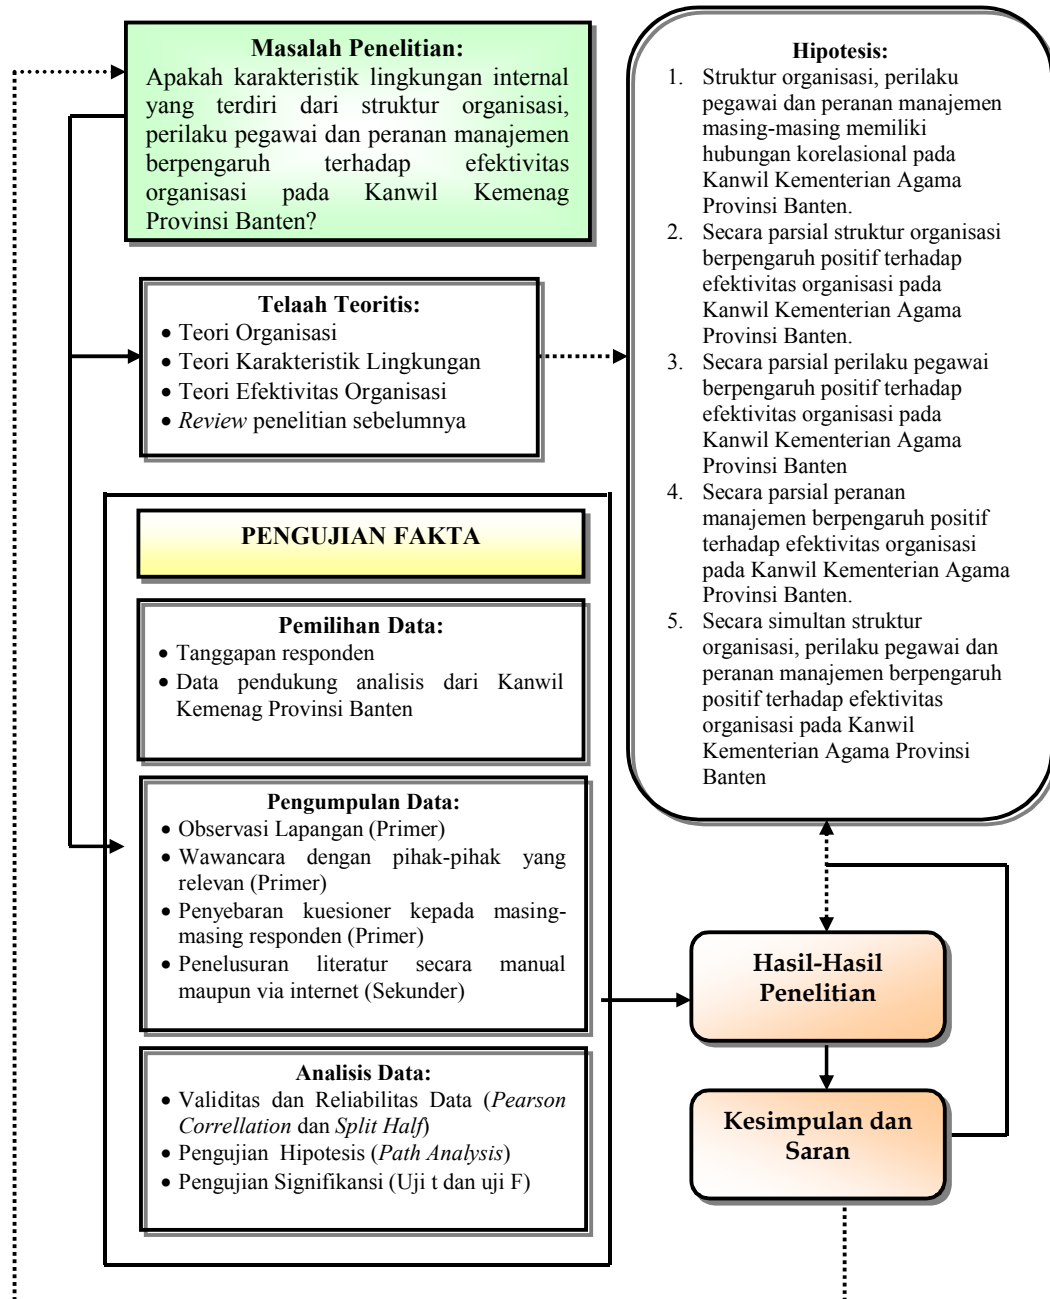 Masalah Penelitian:
Apakah karakteristik lingkungan internal
yang terdiri dari struktur organisasi,
perilaku pegawai dan peranan manajemen
berpengaruh terhadap efektivitas
organisasi pada Kanwil Kemenag
Provinsi Banten?
Telaah Teoritis:
• Teori Organisasi
• Teori Karakteristik Lingkungan
• Teori Efektivitas Organisasi
• Review penelitian sebelumnya
PENGUJIAN FAKTA
Pemilihan Data:
• Tanggapan responden
• Data pendukung analisis dari Kanwil
Kemenag Provinsi Banten
Pengumpulan Data:
• Observasi Lapangan (Primer)
• Wawancara dengan pihak-pihak yang
relevan (Primer)
• Penyebaran kuesioner kepada masing-
masing responden (Primer)
• Penelusuran literatur secara manual
maupun via internet (Sekunder)
Analisis Data:
• Validitas dan Reliabilitas Data (Pearson
Correllation dan Split Half)
• Pengujian Hipotesis (Path Analysis)
• Pengujian Signifikansi (Uji t dan uji F)
Hipotesis:
1. Struktur organisasi, perilaku
pegawai dan peranan manajemen
masing-masing memiliki
hubungan korelasional pada
Kanwil Kementerian Agama
Provinsi Banten.
2. Secara parsial struktur organisasi
berpengaruh positif terhadap
efektivitas organisasi pada
Kanwil Kementerian Agama
Provinsi Banten.
3. Secara parsial perilaku pegawai
berpengaruh positif terhadap
efektivitas organisasi pada
Kanwil Kementerian Agama
Provinsi Banten
4. Secara parsial peranan
manajemen berpengaruh positif
terhadap efektivitas organisasi
pada Kanwil Kementerian Agama
Provinsi Banten.
5. Secara simultan struktur
organisasi, perilaku pegawai dan
peranan manajemen berpengaruh
positif terhadap efektivitas
organisasi pada Kanwil
Kementerian Agama Provinsi
Banten
Hasil-Hasil
Penelitian
Kesimpulan dan
Saran